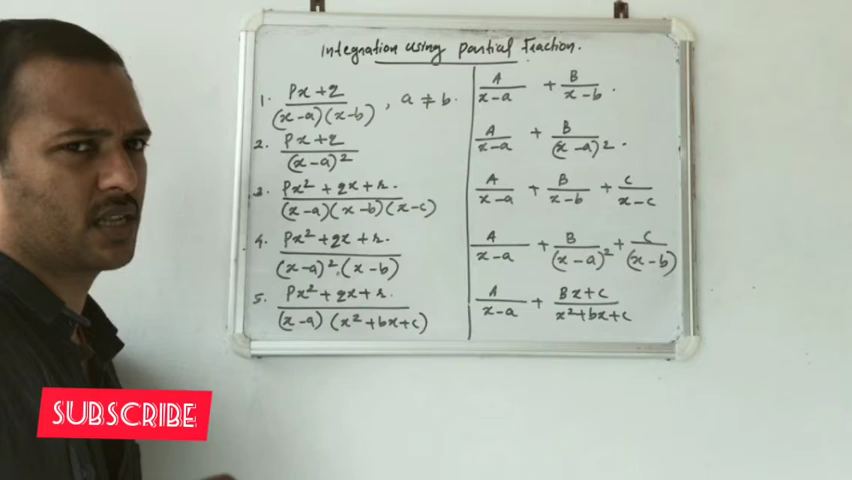 Integration using partial Fraction.
1. Px+q / (x-a)(x-b) , a ≠ b. A / x-a + B / x-b .
2. Px+q / (x-a)² A / x-a + B / (x-a)² .
3. Px² + qx + r. / (x-a)(x-b)(x-c) A / x-a + B / x-b + C / x-c
4. Px² + qx + r. / (x-a)².(x-b) A / x-a + B / (x-a)² + C / (x-b)
5. Px² + qx + r. / (x-a)(x²+bx+c) A / x-a + Bx+C / x²+bx+c
SUBSCRIBE